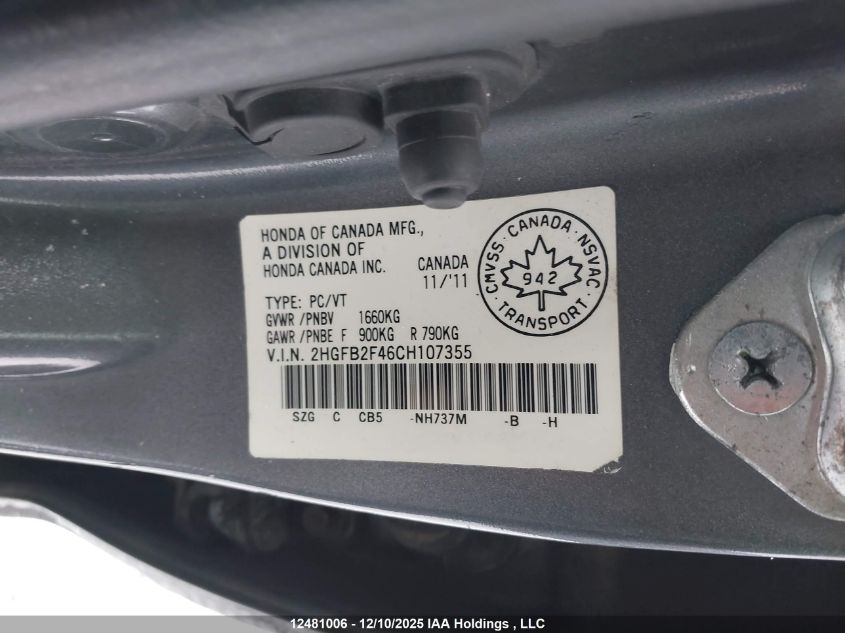 HONDA OF CANADA MFG.,
A DIVISION OF
HONDA CANADA INC. CANADA
11/'11
TYPE: PC/VT
GVWR /PNBV 1660KG
GAWR /PNBE F 900KG R 790KG
V.I.N. 2HGFB2F46CH107355
SZG C CB5 -NH737M -B -H
CMVSS · CANADA · NSVAC
942
· TRANSPORT ·
12481006 - 12/10/2025 IAA Holdings , LLC